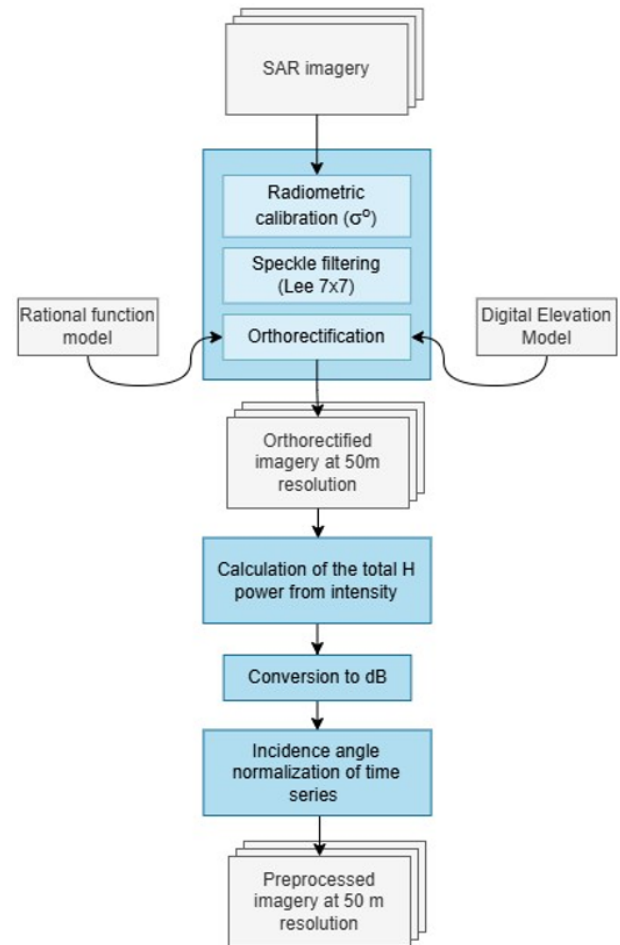 SAR imagery
Radiometric
calibration (σ⁰)
Speckle filtering
(Lee 7x7)
Rational function
model
Orthorectification
Digital Elevation
Model
Orthorectified
imagery at 50m
resolution
Calculation of the total H
power from intensity
Conversion to dB
Incidence angle
normalization of time
series
Preprocessed
imagery at 50 m
resolution